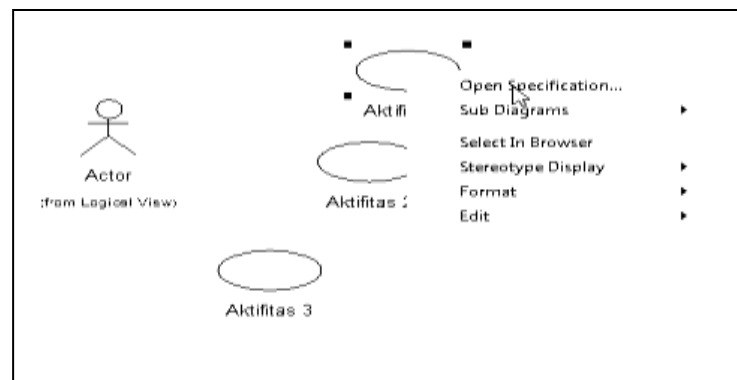 Open Specification...
Aktifi
Sub Diagrams
Select In Browser
Actor
Stereotype Display
(from Logical View)
Aktifitas 2
Format
Edit
Aktifitas 3